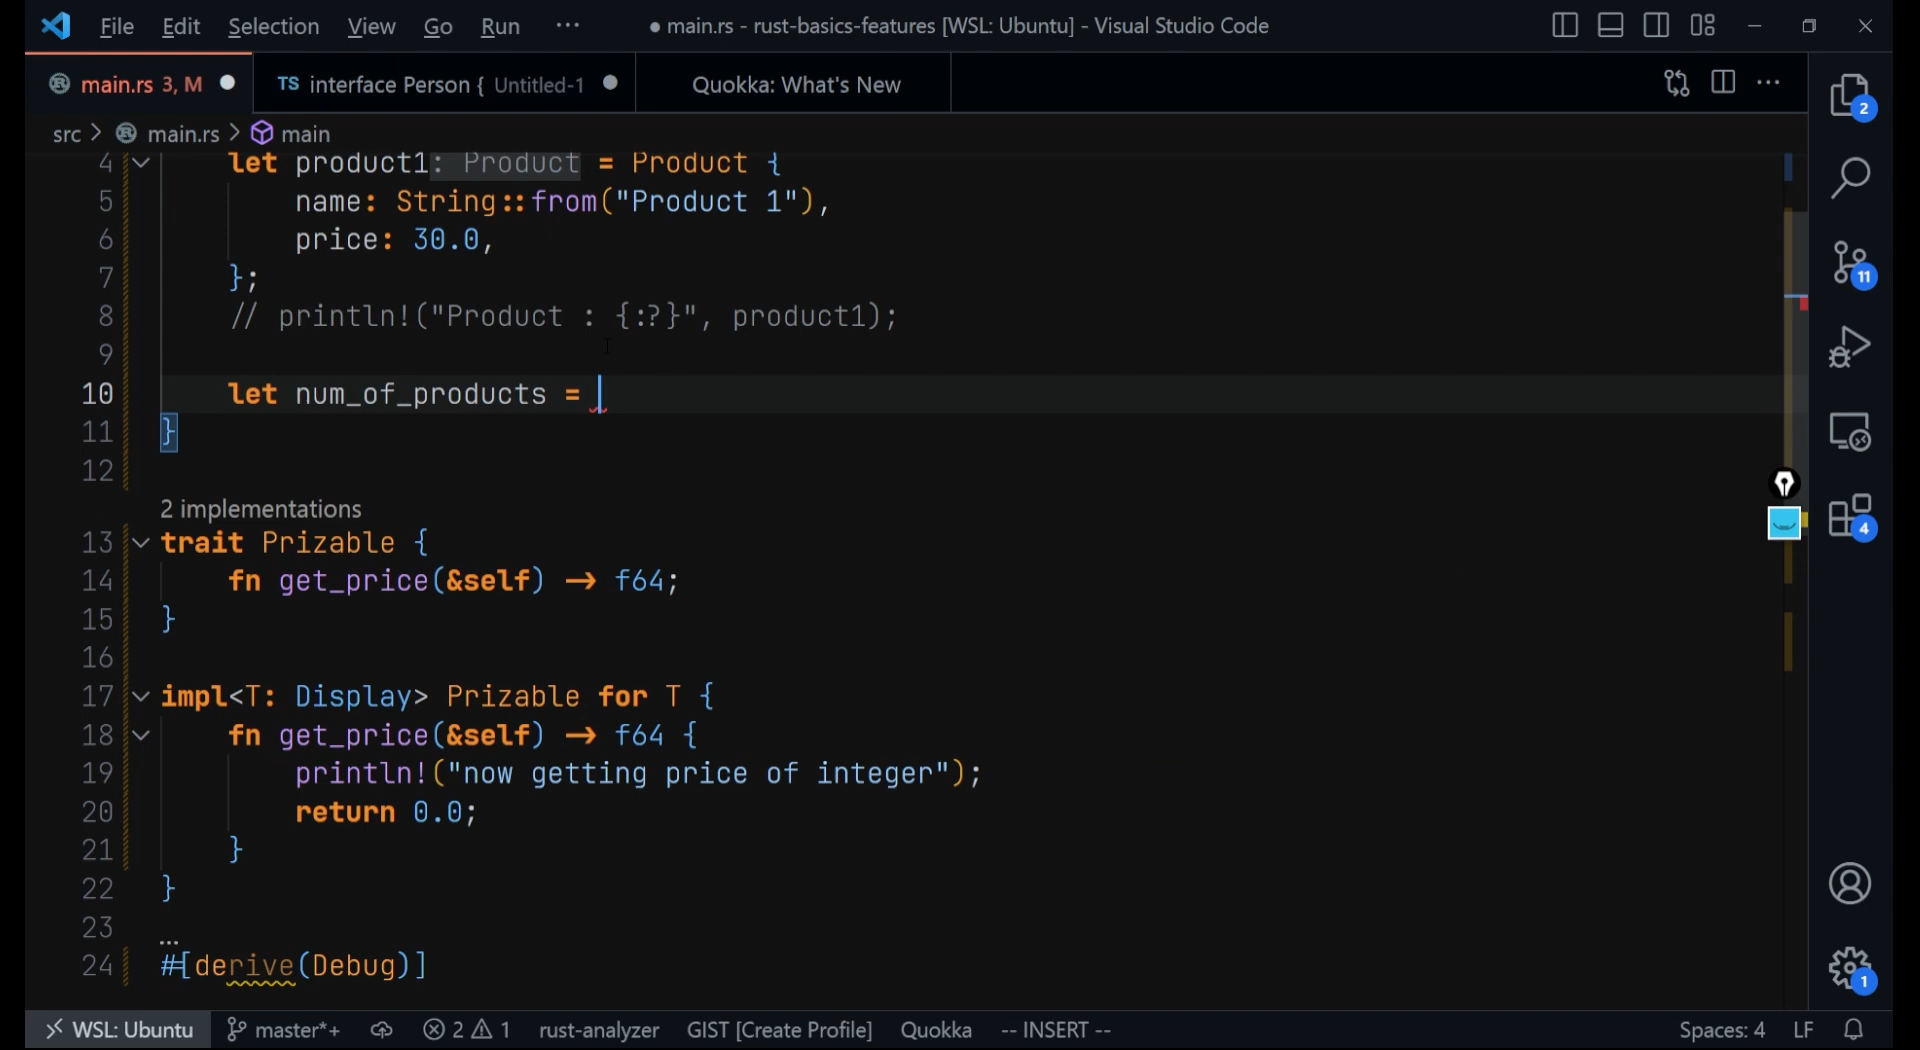 File Edit Selection View Go Run ··· ● main.rs - rust-basics-features [WSL: Ubuntu] - Visual Studio Code
main.rs 3, M ● TS interface Person { Untitled-1 ● Quokka: What's New ···
src > main.rs > main
4 let product1: Product = Product {
5 name: String::from("Product 1"),
6 price: 30.0,
7 };
8 // println!("Product : {:?}", product1);
9
10 let num_of_products =
11 }
12
2 implementations
13 trait Prizable {
14 fn get_price(&self) → f64;
15 }
16
17 impl<T: Display> Prizable for T {
18 fn get_price(&self) → f64 {
19 println!("now getting price of integer");
20 return 0.0;
21 }
22 }
23
...
24 #[derive(Debug)]
2
11
4
1
WSL: Ubuntu master*+ 2 1 rust-analyzer GIST [Create Profile] Quokka -- INSERT -- Spaces: 4 LF